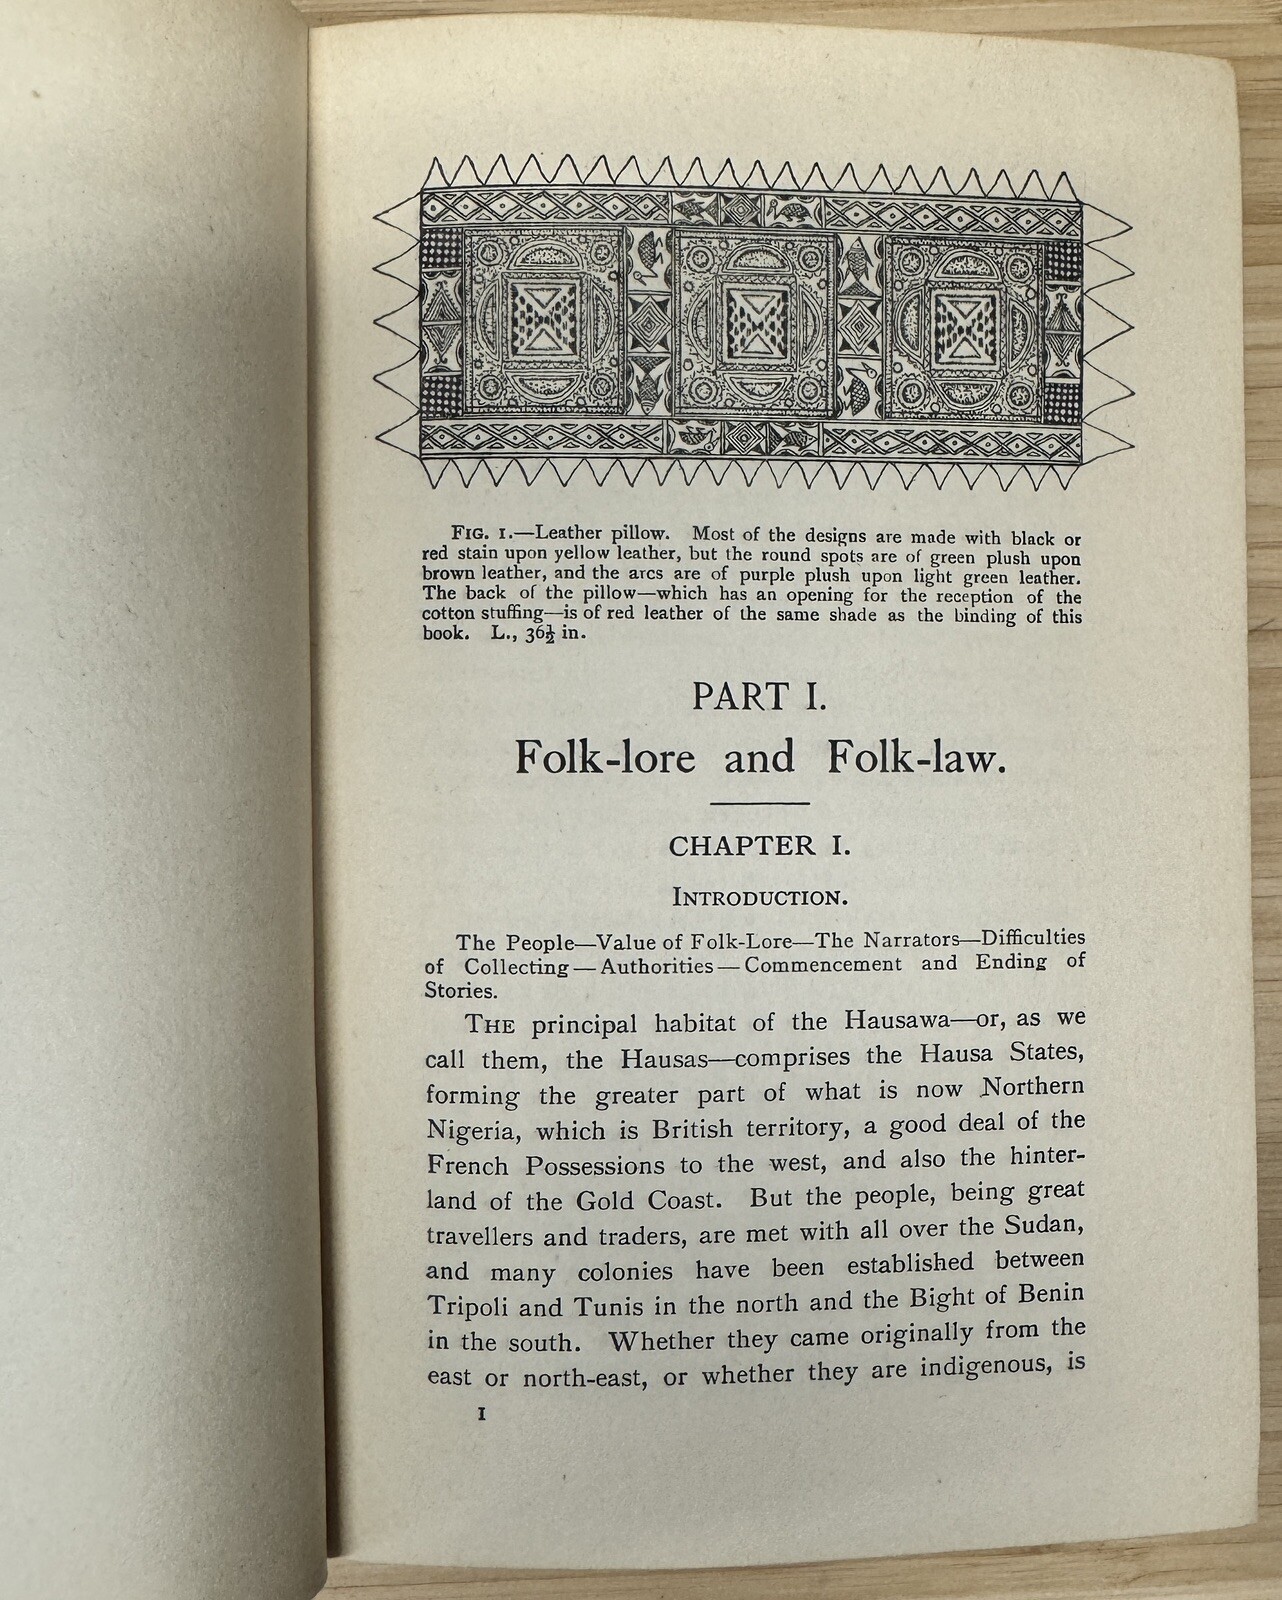 FIG. 1.—Leather pillow. Most of the designs are made with black or
red stain upon yellow leather, but the round spots are of green plush upon
brown leather, and the arcs are of purple plush upon light green leather.
The back of the pillow—which has an opening for the reception of the
cotton stuffing—is of red leather of the same shade as the binding of this
book. L., 36½ in.
PART I.
Folk-lore and Folk-law.
CHAPTER I.
INTRODUCTION.
The People—Value of Folk-Lore—The Narrators—Difficulties
of Collecting—Authorities—Commencement and Ending of
Stories.
THE principal habitat of the Hausawa—or, as we
call them, the Hausas—comprises the Hausa States,
forming the greater part of what is now Northern
Nigeria, which is British territory, a good deal of the
French Possessions to the west, and also the hinter-
land of the Gold Coast. But the people, being great
travellers and traders, are met with all over the Sudan,
and many colonies have been established between
Tripoli and Tunis in the north and the Bight of Benin
in the south. Whether they came originally from the
east or north-east, or whether they are indigenous, is
1